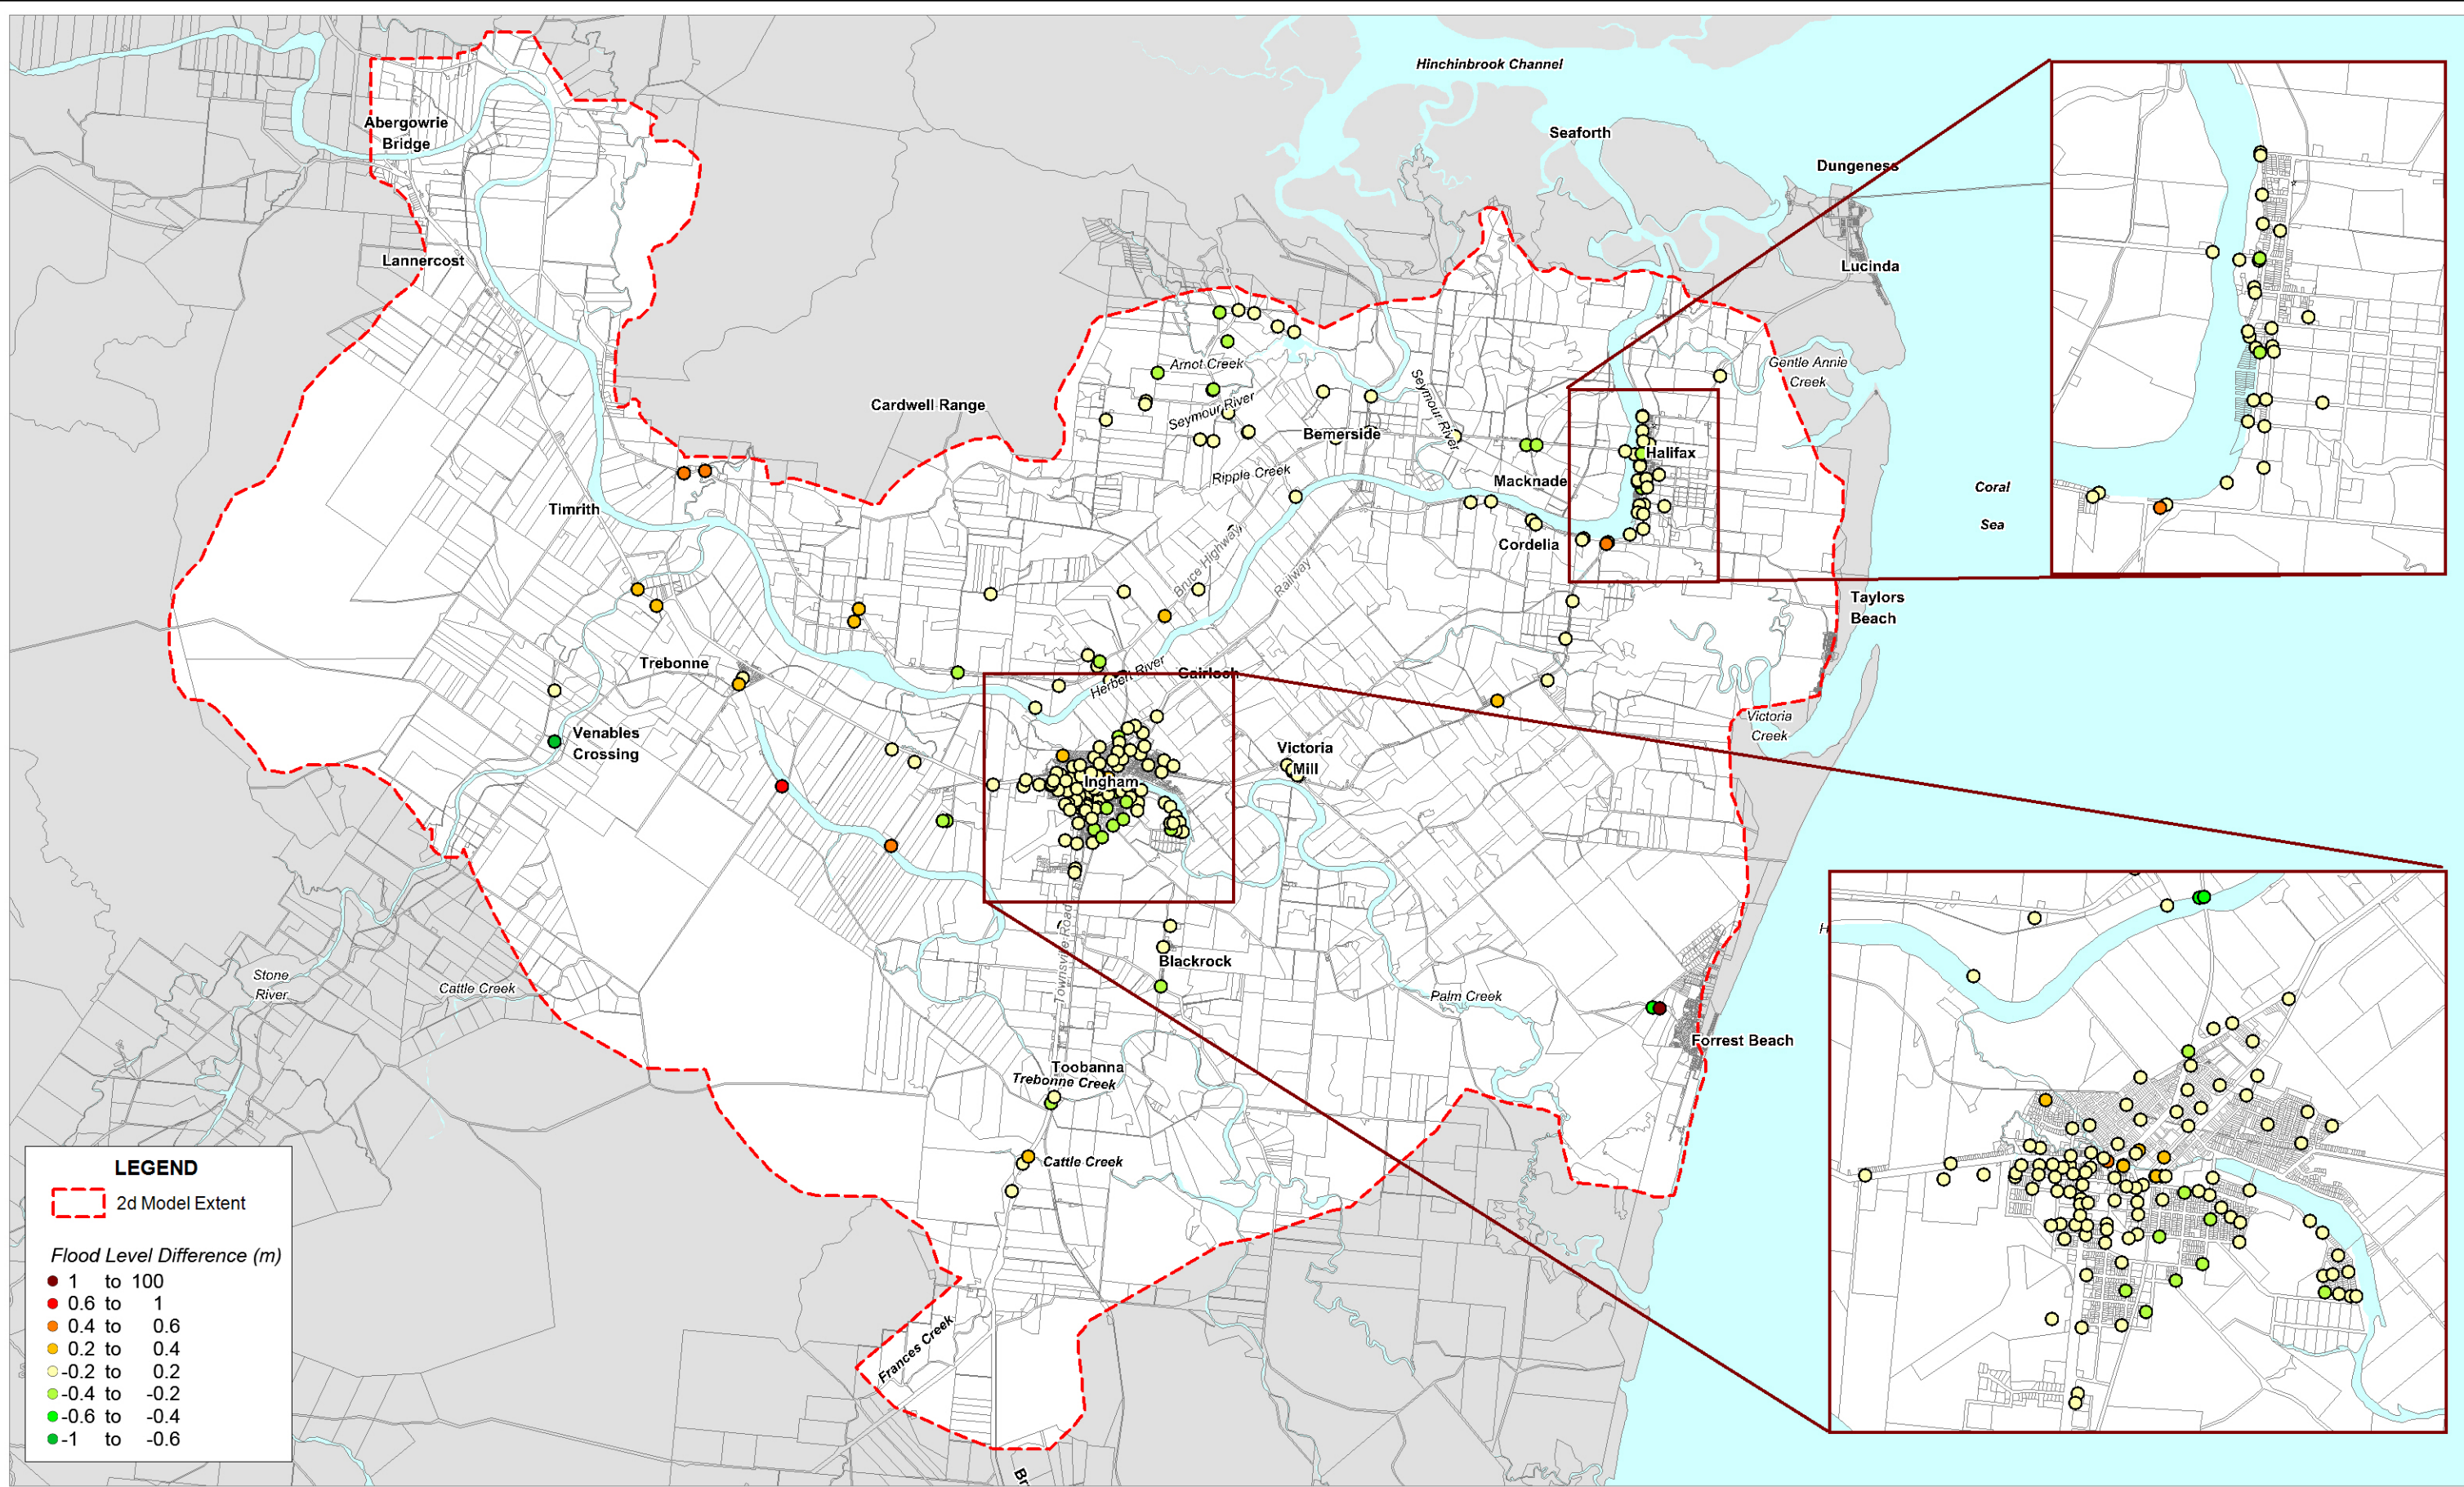 Hinchinbrook Channel
Seaforth
Dungeness
Abergowrie
Bridge
Lannercost
Lucinda
Arnot Creek
Gentle Annie
Creek
Seymour River
Cardwell Range
Seymour River
Bemerside
Halifax
Ripple Creek
Macknade
Coral
Sea
Timrith
Bruce Highway
Cordelia
Railway
Taylors
Beach
Trebonne
Herbert River
Gairloch
Victoria
Creek
Venables
Crossing
Victoria
Mill
Ingham
H
Townsville Road
Blackrock
Stone
River
Cattle Creek
Palm Creek
Forrest Beach
Toobanna
Trebonne Creek
Cattle Creek
Frances Creek
Br
LEGEND
2d Model Extent
Flood Level Difference (m)
1 to 100
0.6 to 1
0.4 to 0.6
0.2 to 0.4
-0.2 to 0.2
-0.4 to -0.2
-0.6 to -0.4
-1 to -0.6